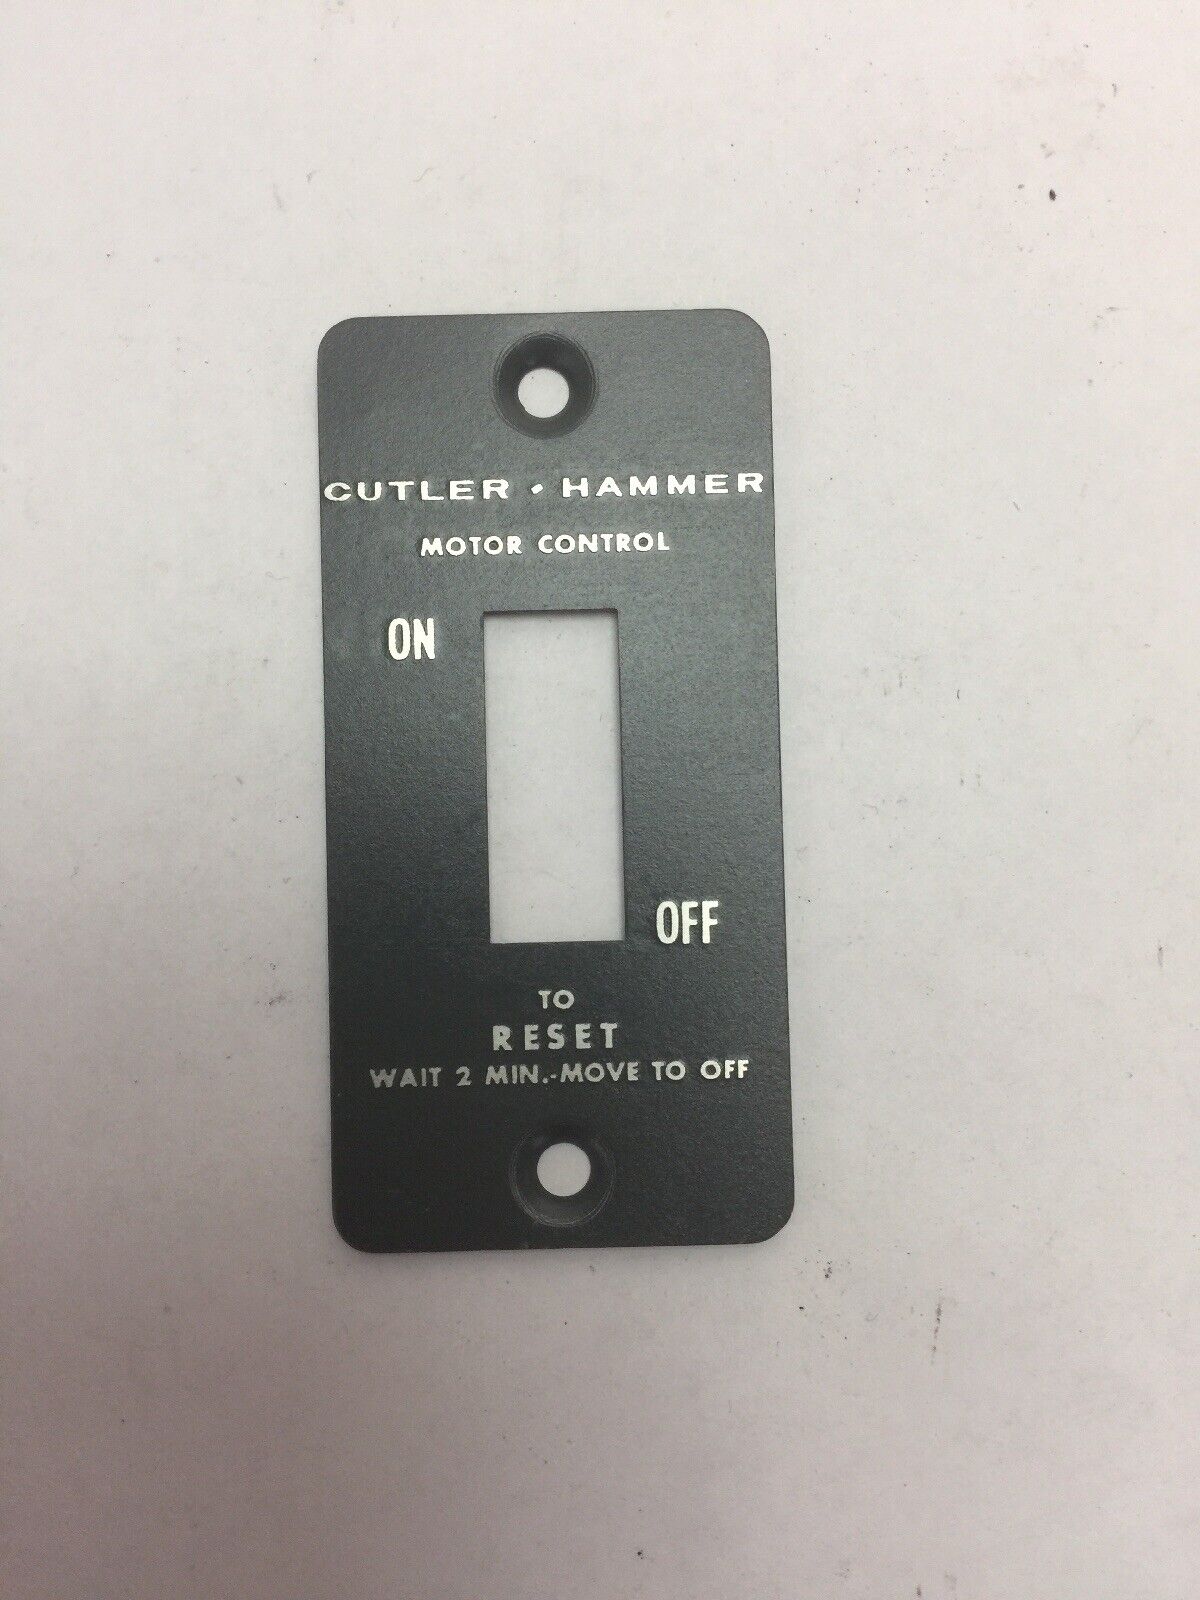 CUTLER • HAMMER
MOTOR CONTROL
ON
OFF
TO
RESET
WAIT 2 MIN.-MOVE TO OFF